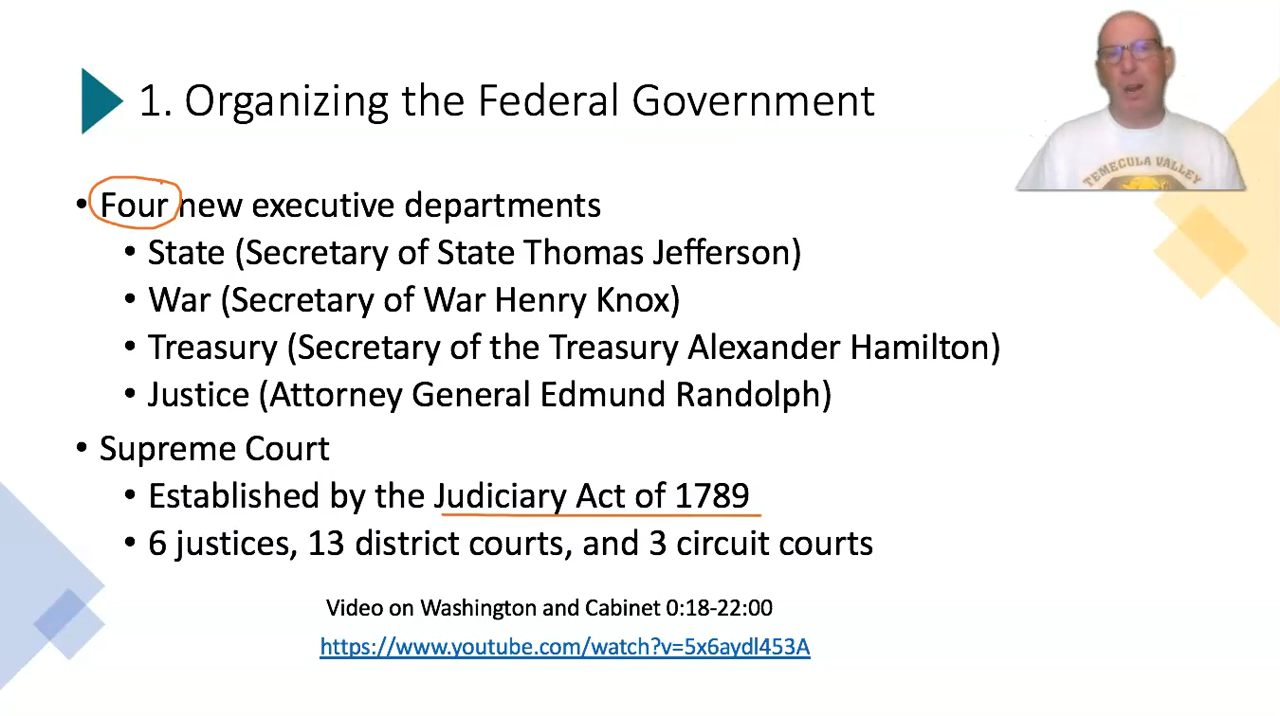 1. Organizing the Federal Government
TEMECULA VALLEY
• Four new executive departments
• State (Secretary of State Thomas Jefferson)
• War (Secretary of War Henry Knox)
• Treasury (Secretary of the Treasury Alexander Hamilton)
• Justice (Attorney General Edmund Randolph)
• Supreme Court
• Established by the Judiciary Act of 1789
• 6 justices, 13 district courts, and 3 circuit courts
Video on Washington and Cabinet 0:18-22:00
https://www.youtube.com/watch?v=5x6aydl453A